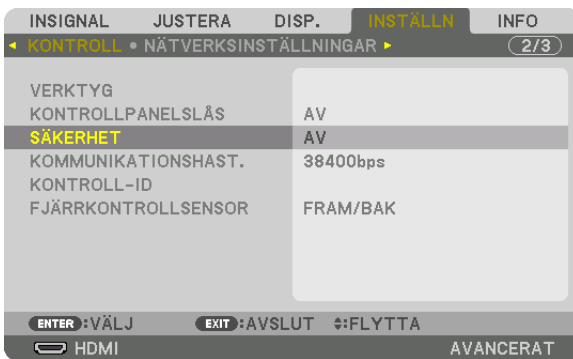 INSIGNAL JUSTERA DISP. INSTÄLLN INFO
KONTROLL • NÄTVERKSINSTÄLLNINGAR 2/3
VERKTYG
KONTROLLPANELSLÅS AV
SÄKERHET AV
KOMMUNIKATIONSHAST. 38400bps
KONTROLL-ID
FJÄRRKONTROLLSENSOR FRAM/BAK
ENTER :VÄLJ EXIT :AVSLUT :FLYTTA
HDMI AVANCERAT